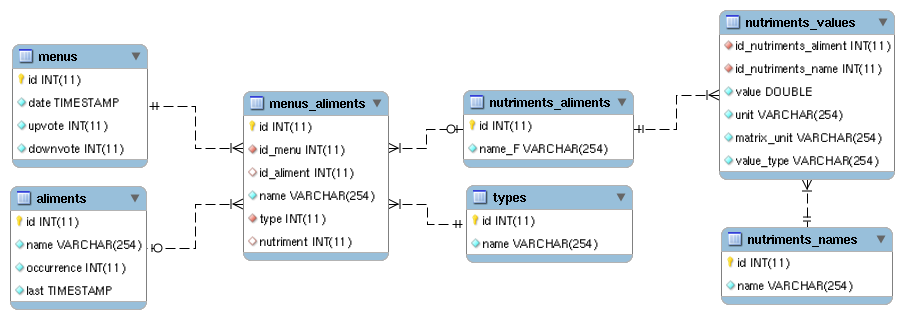 menus
id INT(11)
date TIMESTAMP
upvote INT(11)
downvote INT(11)
aliments
id INT(11)
name VARCHAR(254)
occurrence INT(11)
last TIMESTAMP
menus_aliments
id INT(11)
id_menu INT(11)
id_aliment INT(11)
name VARCHAR(254)
type INT(11)
nutriment INT(11)
nutriments_aliments
id INT(11)
name_F VARCHAR(254)
types
id INT(11)
name VARCHAR(254)
nutriments_values
id_nutriments_aliment INT(11)
id_nutriments_name INT(11)
value DOUBLE
unit VARCHAR(254)
matrix_unit VARCHAR(254)
value_type VARCHAR(254)
nutriments_names
id INT(11)
name VARCHAR(254)